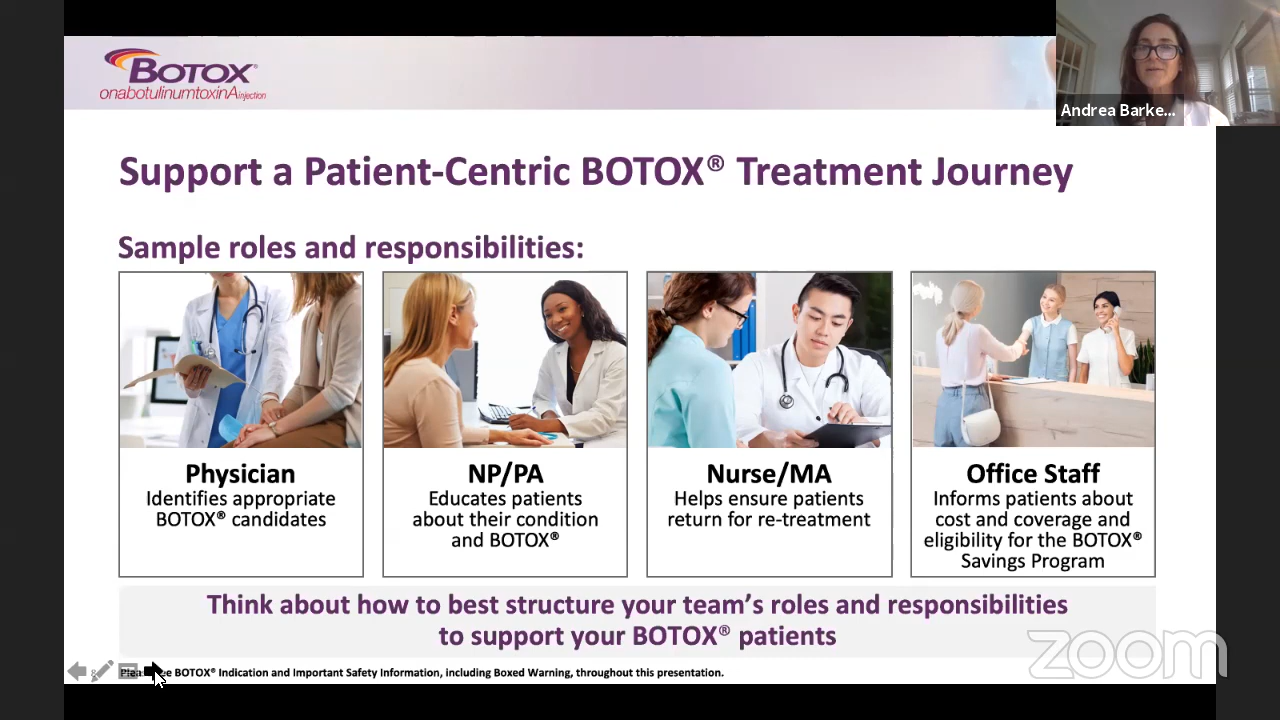 BOTOX®
onabotulinumtoxinA injection
Andrea Barke...
Support a Patient-Centric BOTOX® Treatment Journey
Sample roles and responsibilities:
Physician
Identifies appropriate
BOTOX® candidates
NP/PA
Educates patients
about their condition
and BOTOX®
Nurse/MA
Helps ensure patients
return for re-treatment
Office Staff
Informs patients about
cost and coverage and
eligibility for the BOTOX®
Savings Program
Think about how to best structure your team's roles and responsibilities
to support your BOTOX® patients
zoom
BOTOX® Indication and Important Safety Information, including Boxed Warning, throughout this presentation.